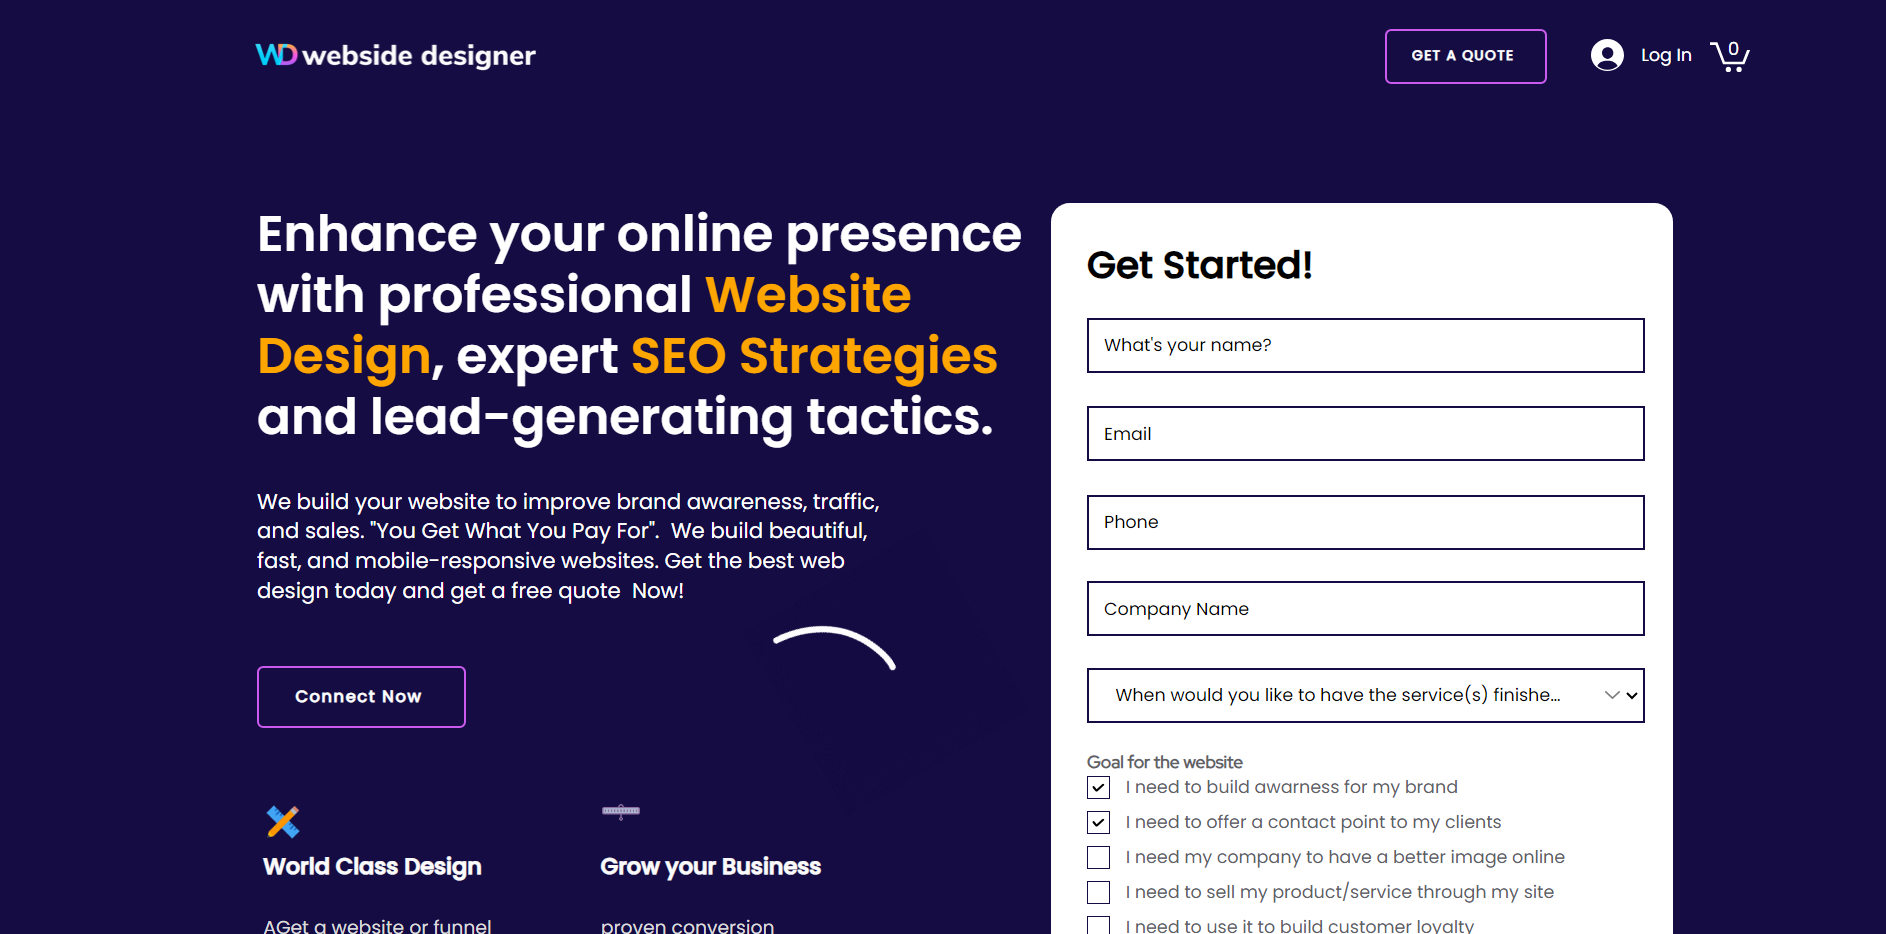 WD webside designer
GET A QUOTE
Log In
0
Enhance your online presence
with professional Website
Design, expert SEO Strategies
and lead-generating tactics.
We build your website to improve brand awareness, traffic,
and sales. "You Get What You Pay For".  We build beautiful,
fast, and mobile-responsive websites. Get the best web
design today and get a free quote  Now!
Connect Now
World Class Design
AGet a website or funnel
Grow your Business
proven conversion
Get Started!
What's your name?
Email
Phone
Company Name
When would you like to have the service(s) finishe...
Goal for the website
I need to build awarness for my brand
I need to offer a contact point to my clients
I need my company to have a better image online
I need to sell my product/service through my site
I need to use it to build customer loyalty